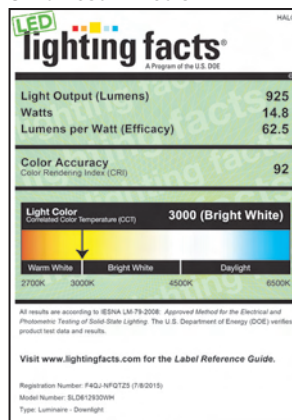 HALO
LED
lighting facts®
A Program of the U.S. DOE
Light Output (Lumens) 925
Watts 14.8
Lumens per Watt (Efficacy) 62.5
Color Accuracy
Color Rendering Index (CRI) 92
Light Color
Correlated Color Temperature (CCT) 3000 (Bright White)
Warm White Bright White Daylight
2700K 3000K 4500K 6500K
All results are according to IESNA LM-79-2008: Approved Method for the Electrical and
Photometric Testing of Solid-State Lighting. The U.S. Department of Energy (DOE) verifies
product test data and results.
Visit www.lightingfacts.com for the Label Reference Guide.
Registration Number: F4QJ-NFQTZ5 (7/8/2015)
Model Number: SLD612930WH
Type: Luminaire - Downlight